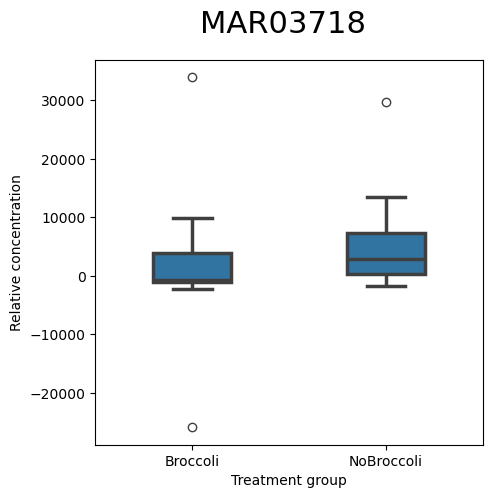 MAR03718
30000
20000
10000
0
−10000
−20000
Relative concentration
Broccoli
NoBroccoli
Treatment group